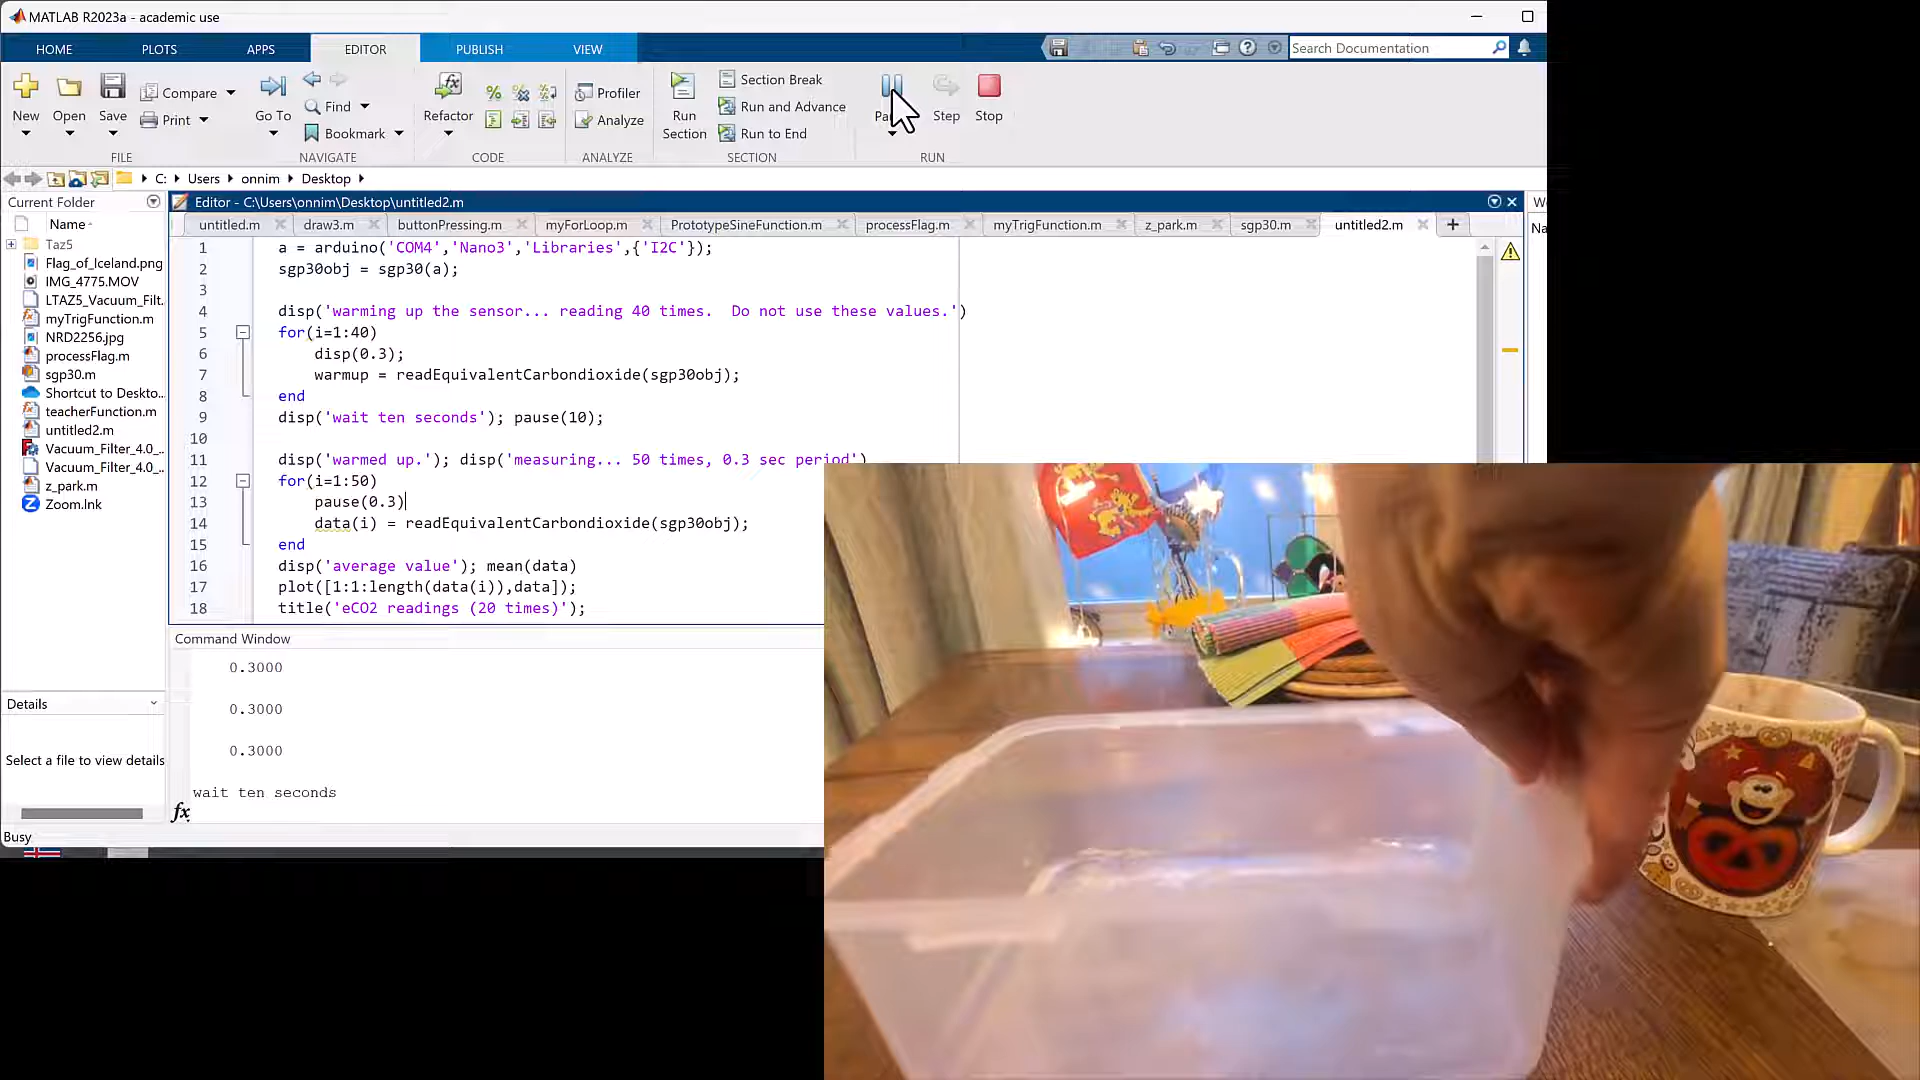 MATLAB R2023a - academic use
HOME PLOTS APPS EDITOR PUBLISH VIEW
Search Documentation
New Open Save
Compare
Print
Go To
Find
Bookmark
Refactor
Profiler
Analyze
Run Section
Section Break
Run and Advance
Run to End
Step Stop
FILE NAVIGATE CODE ANALYZE SECTION RUN
C: Users onnim Desktop
Current Folder
Name
Taz5
Flag_of_Iceland.png
IMG_4775.MOV
LTAZ5_Vacuum_Filt.
myTrigFunction.m
NRD2256.jpg
processFlag.m
sgp30.m
Shortcut to Deskto...
teacherFunction.m
untitled2.m
Vacuum_Filter_4.0_..
Vacuum_Filter_4.0_..
z_park.m
Zoom.lnk
Details
Select a file to view details
Busy
Editor - C:\Users\onnim\Desktop\untitled2.m
untitled.m draw3.m buttonPressing.m myForLoop.m PrototypeSineFunction.m processFlag.m myTrigFunction.m z_park.m sgp30.m untitled2.m
1 a = arduino('COM4','Nano3','Libraries',{'I2C'});
2 sgp30obj = sgp30(a);
3
4 disp('warming up the sensor... reading 40 times.  Do not use these values.')
5 for(i=1:40)
6 disp(0.3);
7 warmup = readEquivalentCarbondioxide(sgp30obj);
8 end
9 disp('wait ten seconds'); pause(10);
10
11 disp('warmed up.'); disp('measuring... 50 times, 0.3 sec period')
12 for(i=1:50)
13 pause(0.3)
14 data(i) = readEquivalentCarbondioxide(sgp30obj);
15 end
16 disp('average value'); mean(data)
17 plot([1:1:length(data(i)),data]);
18 title('eCO2 readings (20 times)');
Command Window
0.3000
0.3000
0.3000
wait ten seconds
fx